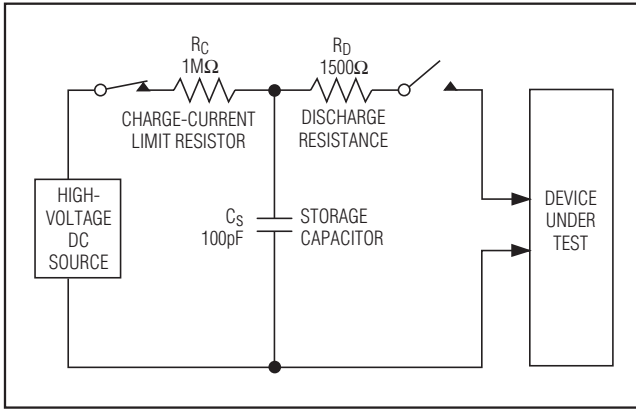 R_C
1MΩ
CHARGE-CURRENT
LIMIT RESISTOR
R_D
1500Ω
DISCHARGE
RESISTANCE
HIGH-
VOLTAGE
DC
SOURCE
C_S
100pF
STORAGE
CAPACITOR
DEVICE
UNDER
TEST